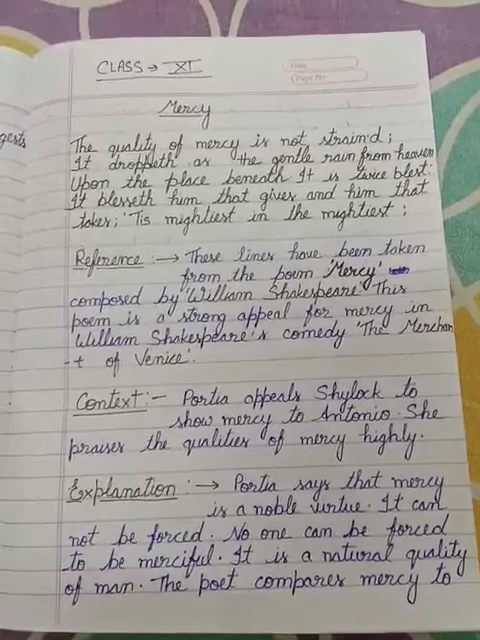 gests
CLASS → XI
Date
Page No.
Mercy
The quality of mercy is not strain'd;
It droppeth as the gentle rain from heaven
Upon the place beneath It is twice blest:
It blesseth him that gives and him that
takes; 'Tis mightiest in the mightiest;
Reference :→ These lines have been taken
from the poem 'Mercy'
composed by 'William Shakespeare' This
poem is a strong appeal for mercy in
William Shakespeare's comedy 'The Merchan
-t of Venice'.
Context:- Portia appeals Shylock to
show mercy to Antonio. She
praises the qualities of mercy highly.
Explanation :→ Portia says that mercy
is a noble virtue. It can
not be forced. No one can be forced
to be merciful. It is a natural quality
of man. The poet compares mercy to